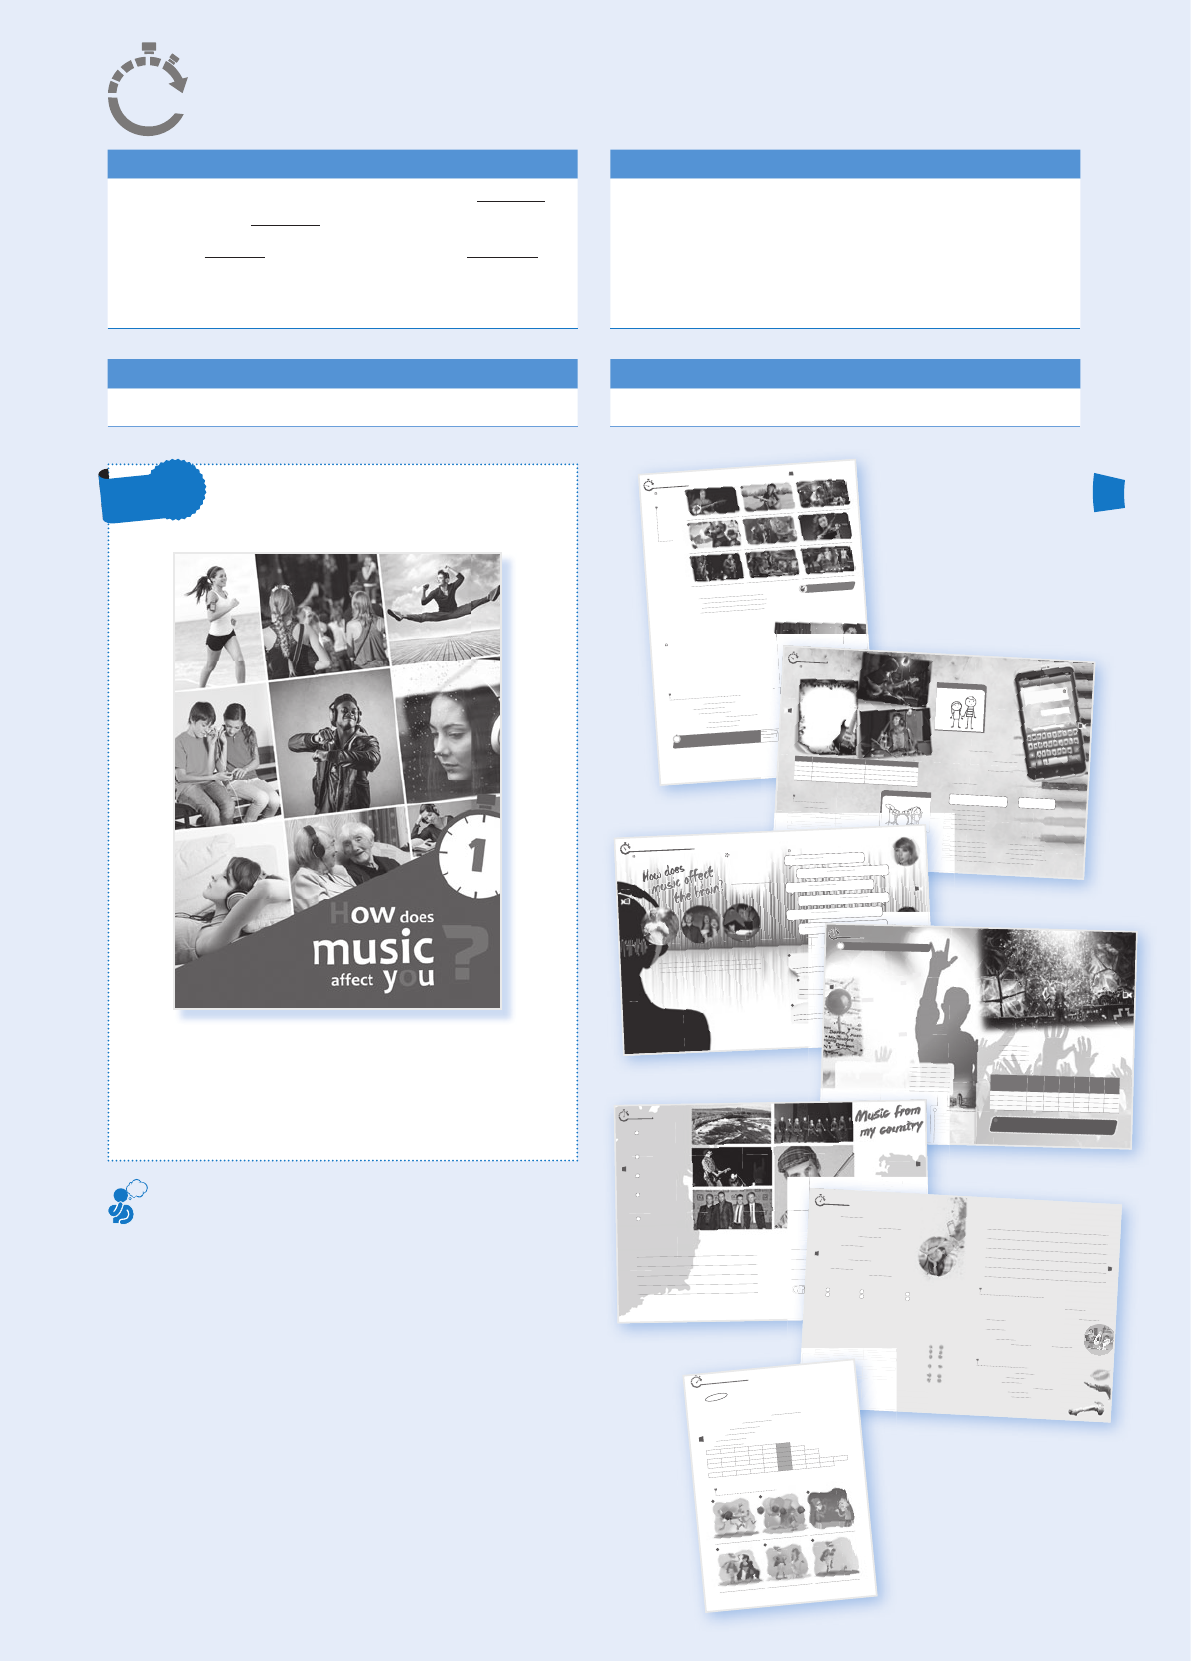 1
How does
music
affect you ?
How does
music affect
the brain?
Music from
my country